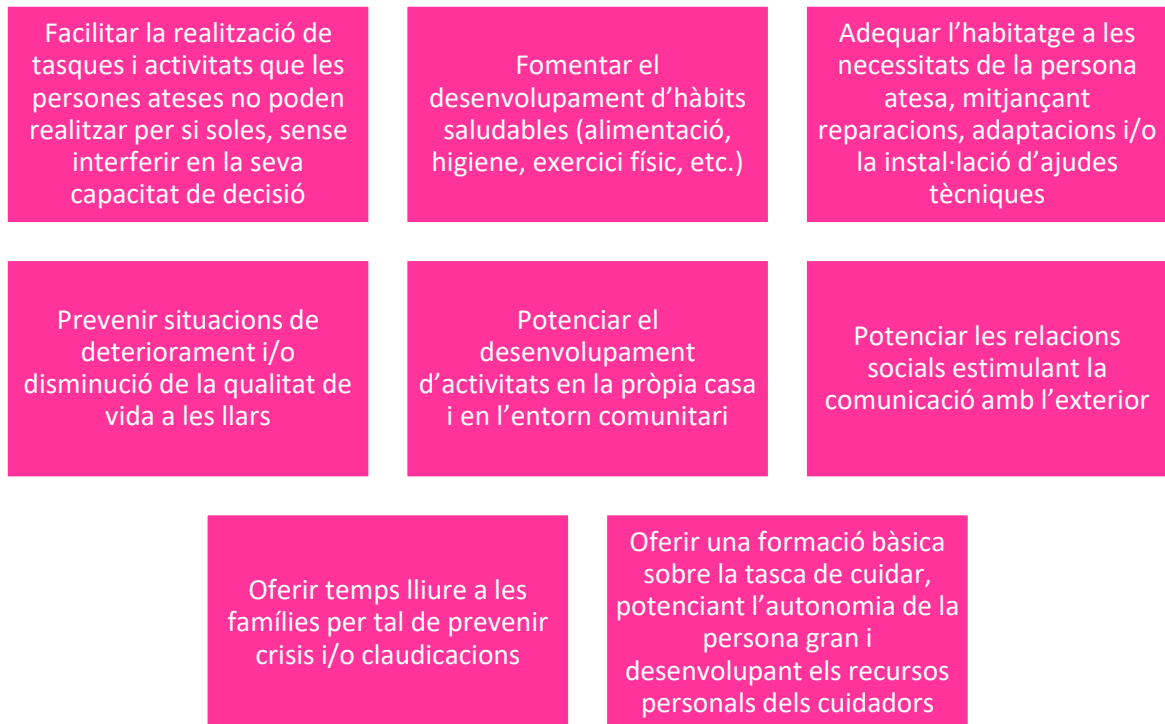 Facilitar la realització de
tasques i activitats que les
persones ateses no poden
realitzar per si soles, sense
interferir en la seva
capacitat de decisió
Fomentar el
desenvolupament d’hàbits
saludables (alimentació,
higiene, exercici físic, etc.)
Adequar l’habitatge a les
necessitats de la persona
atesa, mitjançant
reparacions, adaptacions i/o
la instal·lació d’ajudes
tècniques
Prevenir situacions de
deteriorament i/o
disminució de la qualitat de
vida a les llars
Potenciar el
desenvolupament
d’activitats en la pròpia casa
i en l’entorn comunitari
Potenciar les relacions
socials estimulant la
comunicació amb l’exterior
Oferir temps lliure a les
famílies per tal de prevenir
crisis i/o claudicacions
Oferir una formació bàsica
sobre la tasca de cuidar,
potenciant l’autonomia de la
persona gran i
desenvolupant els recursos
personals dels cuidadors